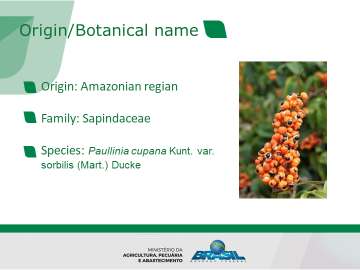 Origin/Botanical name
Origin: Amazonian regian
Family: Sapindaceae
Species: Paullinia cupana Kunt. var.
sorbilis (Mart.) Ducke
MINISTÉRIO DA
AGRICULTURA, PECUÁRIA
E ABASTECIMENTO
BRASIL